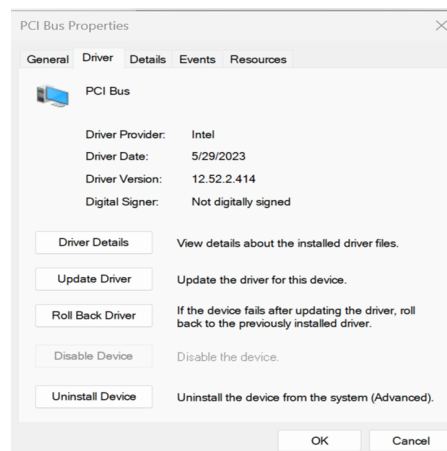 PCI Bus Properties
General Driver Details Events Resources
PCI Bus
Driver Provider: Intel
Driver Date: 5/29/2023
Driver Version: 12.52.2.414
Digital Signer: Not digitally signed
Driver Details View details about the installed driver files.
Update Driver Update the driver for this device.
Roll Back Driver If the device fails after updating the driver, roll
back to the previously installed driver.
Disable Device Disable the device.
Uninstall Device Uninstall the device from the system (Advanced).
OK Cancel